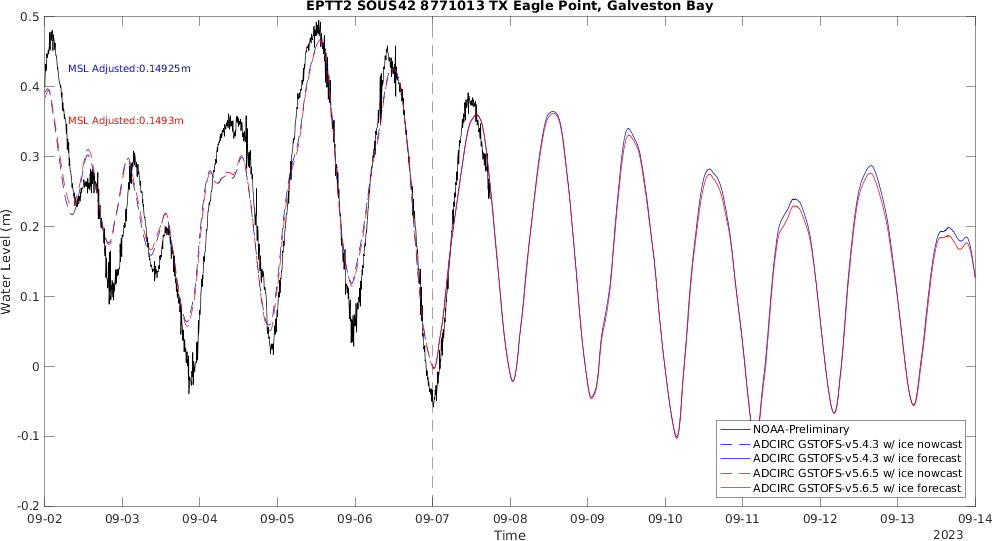 EPTT2 SOUS42 8771013 TX Eagle Point, Galveston Bay
0.5
0.4
0.3
0.2
0.1
0
-0.1
-0.2
Water Level (m)
MSL Adjusted:0.14925m
MSL Adjusted:0.1493m
NOAA-Preliminary
ADCIRC GSTOFS-v5.4.3 w/ ice nowcast
ADCIRC GSTOFS-v5.4.3 w/ ice forecast
ADCIRC GSTOFS-v5.6.5 w/ ice nowcast
ADCIRC GSTOFS-v5.6.5 w/ ice forecast
09-02 09-03 09-04 09-05 09-06 09-07 09-08 09-09 09-10 09-11 09-12 09-13 09-14
Time
2023